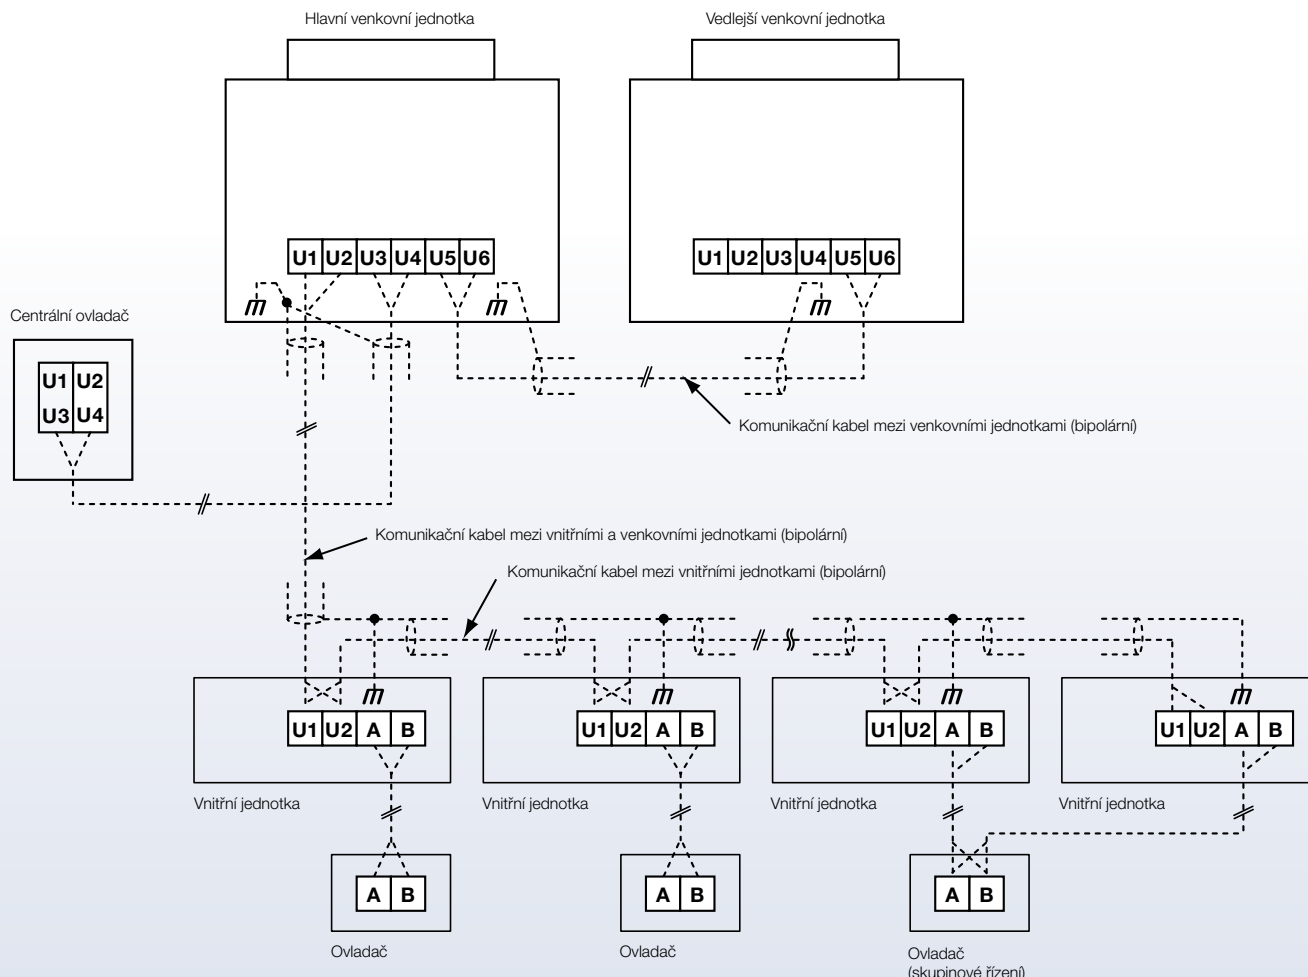 Hlavní venkovní jednotka
Vedlejší venkovní jednotka
U1 U2 U3 U4 U5 U6
U1 U2 U3 U4 U5 U6
Centrální ovladač
U1 U2
U3 U4
Komunikační kabel mezi venkovními jednotkami (bipolární)
Komunikační kabel mezi vnitřními a venkovními jednotkami (bipolární)
Komunikační kabel mezi vnitřními jednotkami (bipolární)
U1 U2 A B
U1 U2 A B
U1 U2 A B
U1 U2 A B
Vnitřní jednotka
Vnitřní jednotka
Vnitřní jednotka
Vnitřní jednotka
A B
A B
A B
Ovladač
Ovladač
Ovladač
(skupinové řízení)